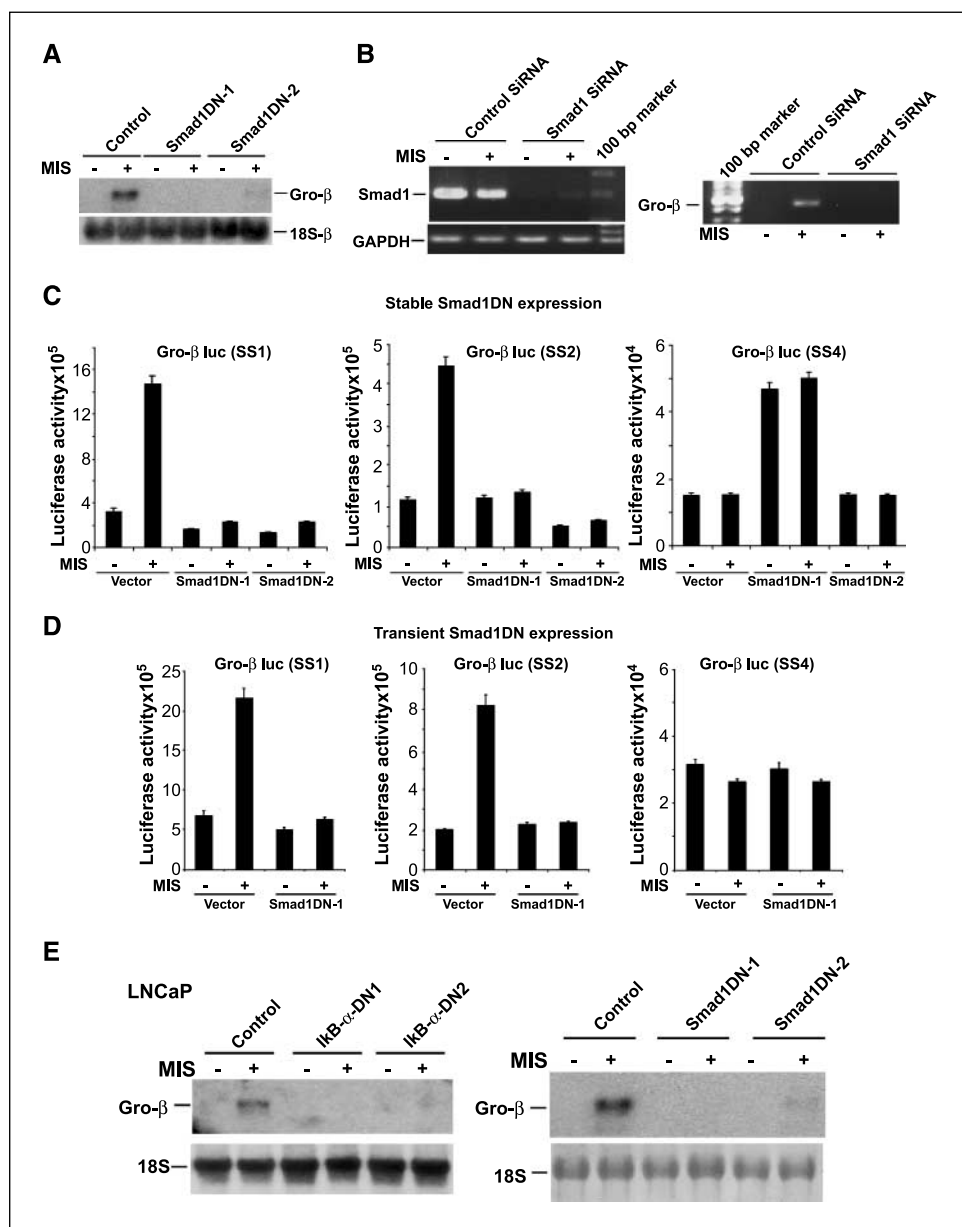 A
Control
Smad1DN-1
Smad1DN-2
MIS - + - + - +
Gro-β
18S-β
B
Control SiRNA
Smad1 SiRNA
100 bp marker
MIS - + - +
Smad1
GAPDH
100 bp marker
Control SiRNA
Smad1 SiRNA
Gro-β
MIS - + - +
C
Stable Smad1DN expression
Gro-β luc (SS1)
Luciferase activityx10⁵
16
12
8
4
0
MIS - + - + - +
Vector Smad1DN-1 Smad1DN-2
Gro-β luc (SS2)
Luciferase activityx10⁵
5
4
3
2
1
0
MIS - + - + - +
Vector Smad1DN-1 Smad1DN-2
Gro-β luc (SS4)
Luciferase activityx10⁴
6
4
2
0
MIS - + - + - +
Vector Smad1DN-1 Smad1DN-2
D
Transient Smad1DN expression
Gro-β luc (SS1)
Luciferase activityx10⁵
25
20
15
10
5
0
MIS - + - +
Vector Smad1DN-1
Gro-β luc (SS2)
Luciferase activityx10⁵
10
8
6
4
2
0
MIS - + - +
Vector Smad1DN-1
Gro-β luc (SS4)
Luciferase activityx10⁴
6
4
2
0
MIS - + - +
Vector Smad1DN-1
E
LNCaP
Control
IkB-α-DN1
IkB-α-DN2
MIS - + - + - +
Gro-β
18S
Control
Smad1DN-1
Smad1DN-2
MIS - + - + - +
Gro-β
18S